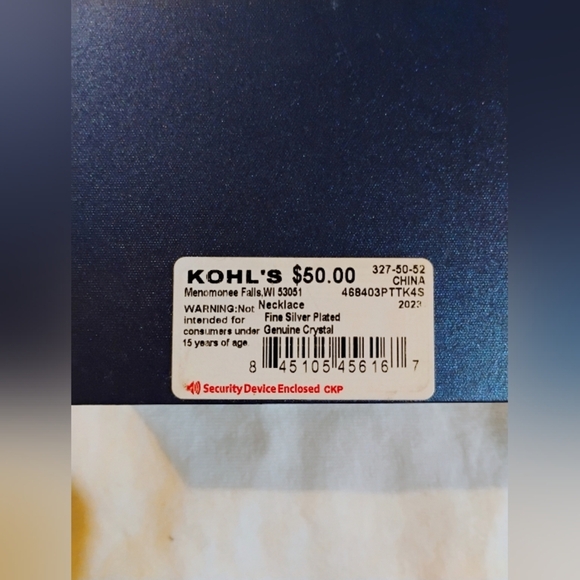 KOHL'S $50.00 327-50-52
CHINA
Menomonee Falls,WI 53051 468403PTTK4S
WARNING:Not Necklace 2023
intended for Fine Silver Plated
consumers under Genuine Crystal
15 years of age
8 45105 45616 7
Security Device Enclosed CKP